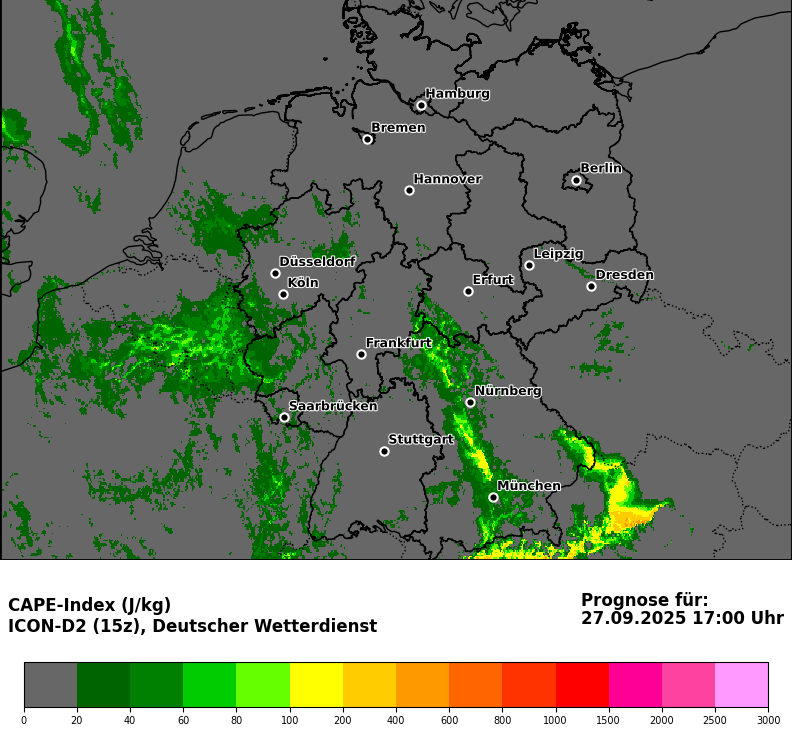 Hamburg
Bremen
Berlin
Hannover
Leipzig
Düsseldorf
Dresden
Köln
Erfurt
Frankfurt
Nürnberg
Saarbrücken
Stuttgart
München
CAPE-Index (J/kg)
ICON-D2 (15z), Deutscher Wetterdienst
Prognose für:
27.09.2025 17:00 Uhr
0 20 40 60 80 100 200 400 600 800 1000 1500 2000 2500 3000